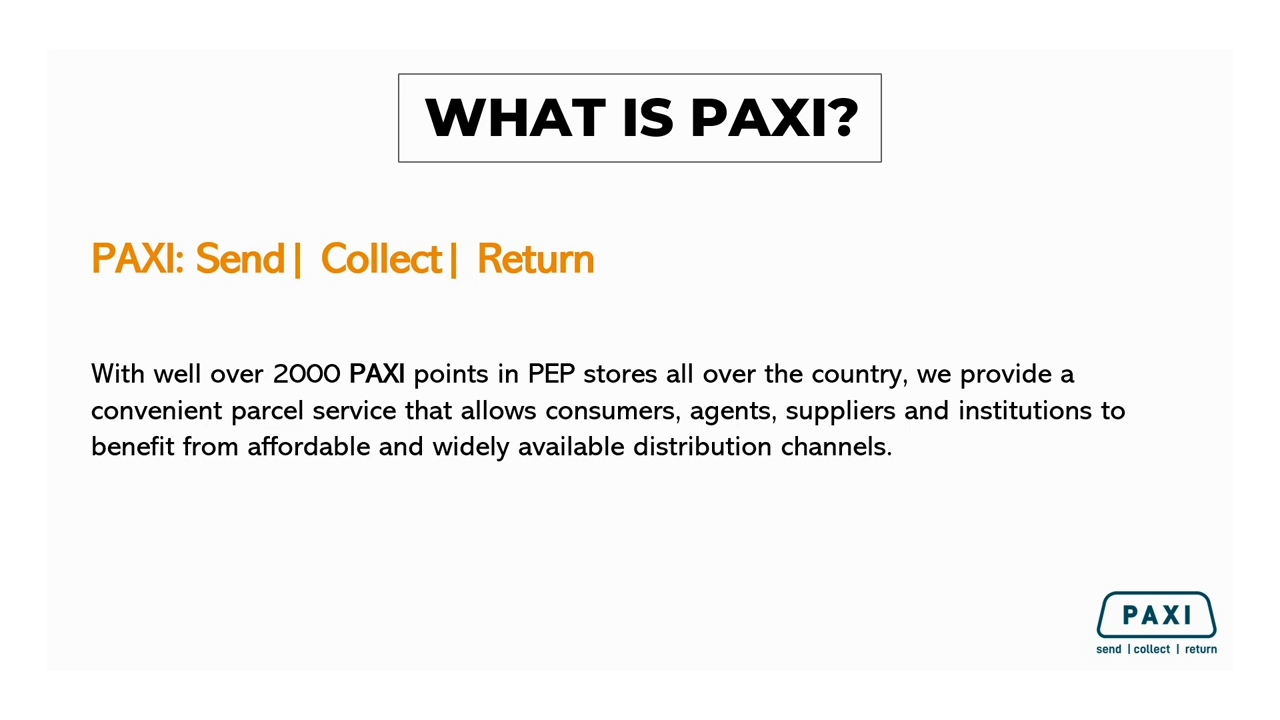 WHAT IS PAXI?
PAXI: Send| Collect| Return
With well over 2000 PAXI points in PEP stores all over the country, we provide a
convenient parcel service that allows consumers, agents, suppliers and institutions to
benefit from affordable and widely available distribution channels.
PAXI
send | collect | return